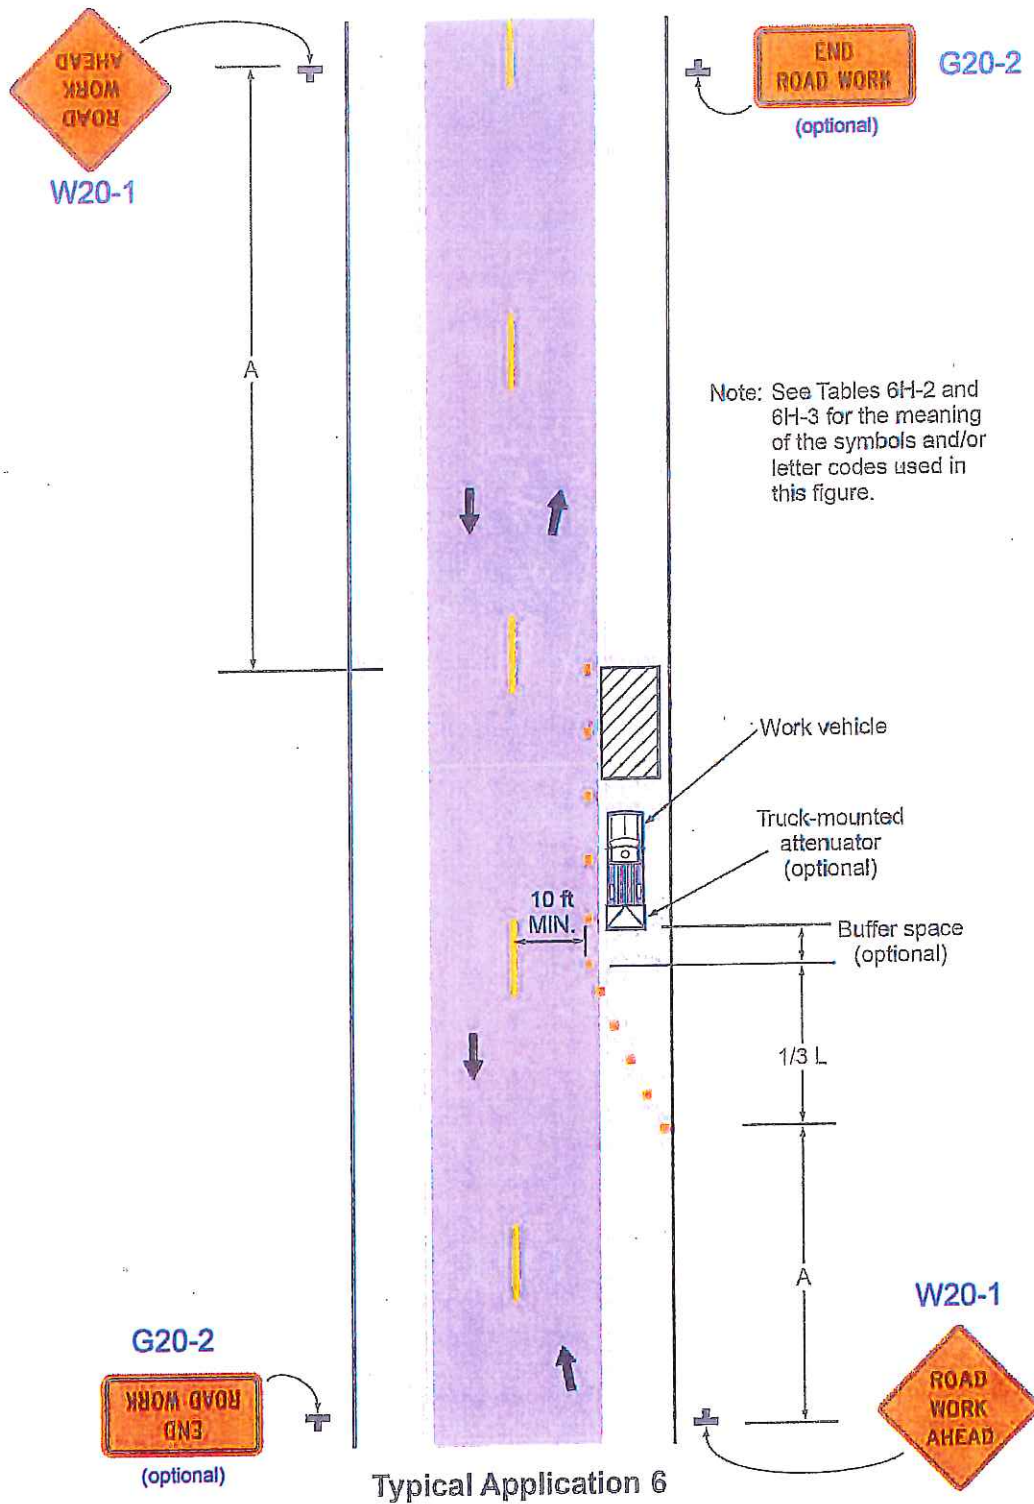 ROAD
WORK
AHEAD
W20-1
END
ROAD WORK
(optional)
G20-2
A
Note: See Tables 6H-2 and
6H-3 for the meaning
of the symbols and/or
letter codes used in
this figure.
Work vehicle
Truck-mounted
attenuator
(optional)
10 ft
MIN.
Buffer space
(optional)
1/3 L
A
W20-1
ROAD
WORK
AHEAD
G20-2
END
ROAD WORK
(optional)
Typical Application 6